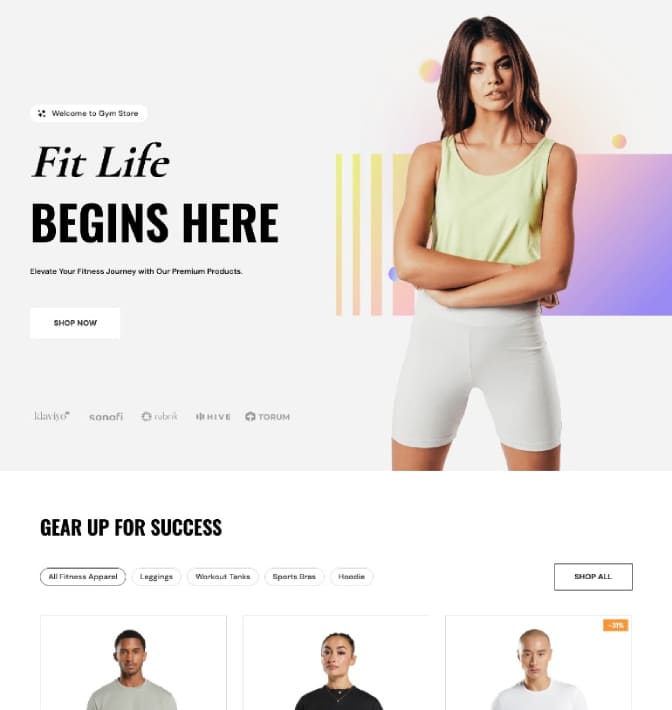 Welcome to Gym Store
Fit Life
BEGINS HERE
Elevate Your Fitness Journey with Our Premium Products.
SHOP NOW
klaviyo
sanofi
rubrik
HIVE
TORUM
GEAR UP FOR SUCCESS
All Fitness Apparel
Leggings
Workout Tanks
Sports Bras
Hoodie
SHOP ALL
-31%